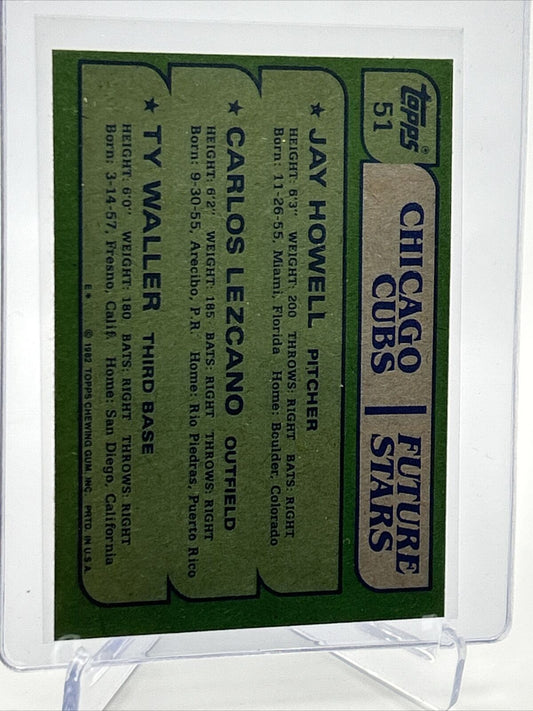 topps®
51
CHICAGO CUBS
FUTURE STARS
★ JAY HOWELL PITCHER
HEIGHT: 6'3" WEIGHT: 200 THROWS: RIGHT BATS: RIGHT
Born: 11-26-55, Miami, Florida Home: Boulder, Colorado
★ CARLOS LEZCANO OUTFIELD
HEIGHT: 6'2" WEIGHT: 185 BATS: RIGHT THROWS: RIGHT
Born: 9-30-55, Arecibo, P.R. Home: Rio Piedras, Puerto Rico
★ TY WALLER THIRD BASE
HEIGHT: 6'0" WEIGHT: 180 BATS: RIGHT THROWS: RIGHT
Born: 3-14-57, Fresno, Calif. Home: San Diego, California
E* © 1982 TOPPS CHEWING GUM, INC. PRTD. IN U.S.A.